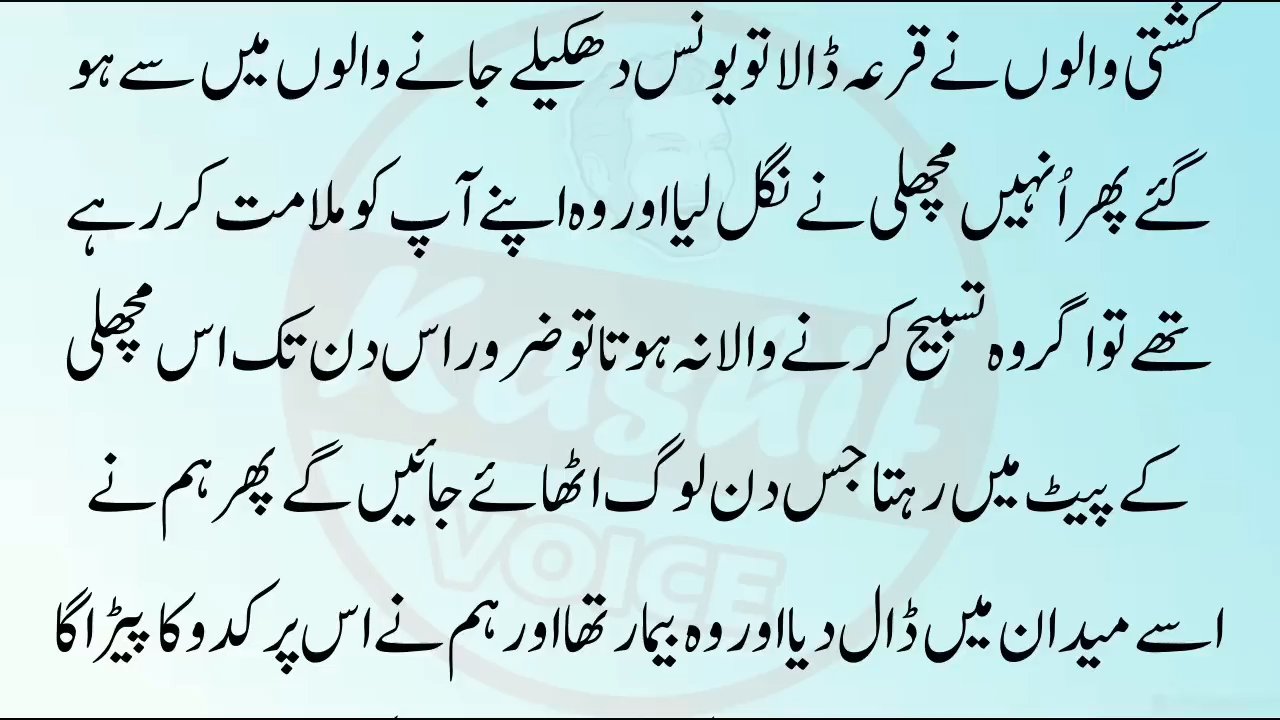 کشتی والوں نے قرعہ ڈالا تو یونس دھکیلے جانے والوں میں سے ہو
گئے پھر اُنہیں مچھلی نے نگل لیا اور وہ اپنے آپ کو ملامت کر رہے
تھے تو اگر وہ تسبیح کرنے والا نہ ہوتا تو ضرور اس دن تک اس مچھلی
کے پیٹ میں رہتا جس دن لوگ اٹھائے جائیں گے پھر ہم نے
اسے میدان میں ڈال دیا اور وہ بیمار تھا اور ہم نے اس پر کدو کا پیڑ اگا
Kashif
VOICE